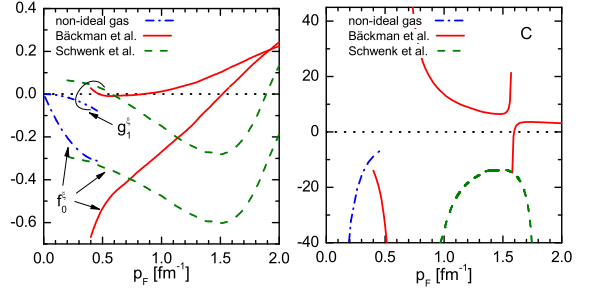 non-ideal gas
Bäckman et al.
Schwenk et al.
0.4
0.2
0.0
-0.2
-0.4
-0.6
g₁^ξ
f₀^ξ
0.0 0.5 1.0 1.5 2.0
p_F [fm⁻¹]
non-ideal gas
Bäckman et al.
Schwenk et al.
C
40
20
0
-20
-40
0.0 0.5 1.0 1.5 2.0
p_F [fm⁻¹]